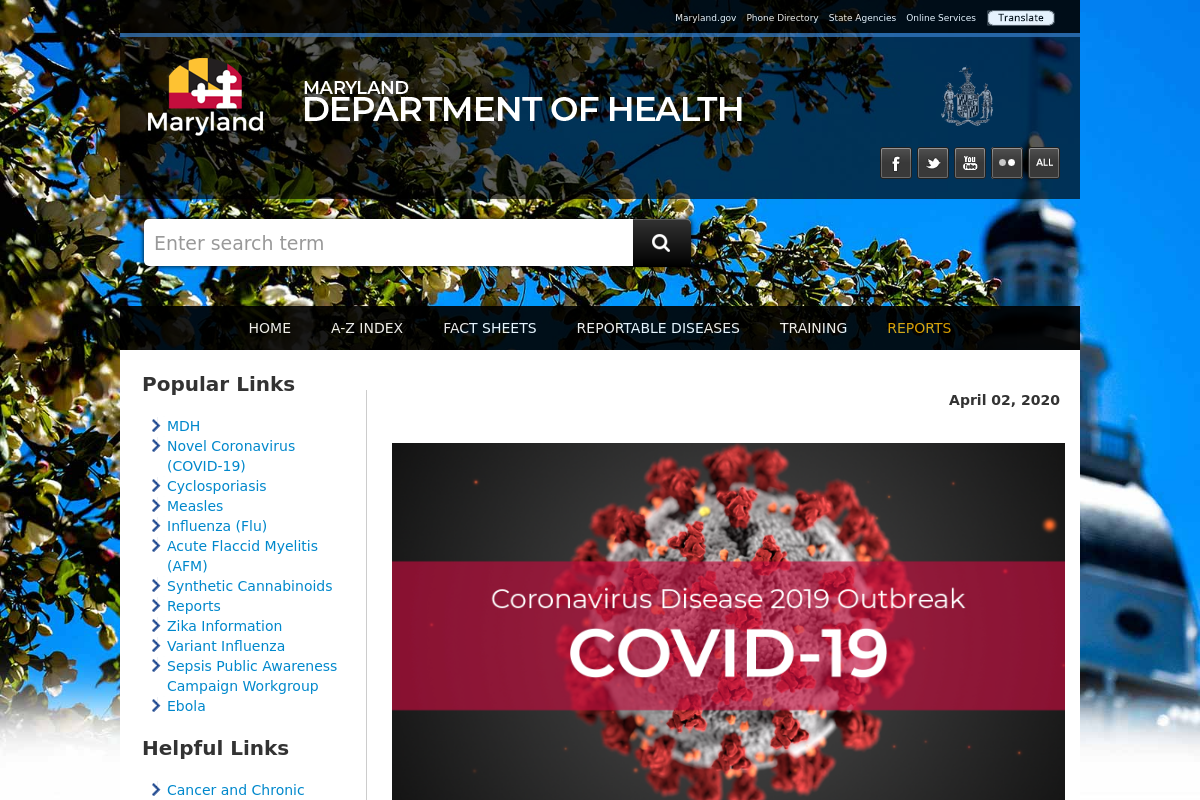 Maryland.gov Phone Directory State Agencies Online Services Translate
Maryland
MARYLAND
DEPARTMENT OF HEALTH
f
You
Tube
ALL
Enter search term
HOME A-Z INDEX FACT SHEETS REPORTABLE DISEASES TRAINING REPORTS
Popular Links
MDH
Novel Coronavirus
(COVID-19)
Cyclosporiasis
Measles
Influenza (Flu)
Acute Flaccid Myelitis
(AFM)
Synthetic Cannabinoids
Reports
Zika Information
Variant Influenza
Sepsis Public Awareness
Campaign Workgroup
Ebola
Helpful Links
Cancer and Chronic
April 02, 2020
Coronavirus Disease 2019 Outbreak
COVID-19